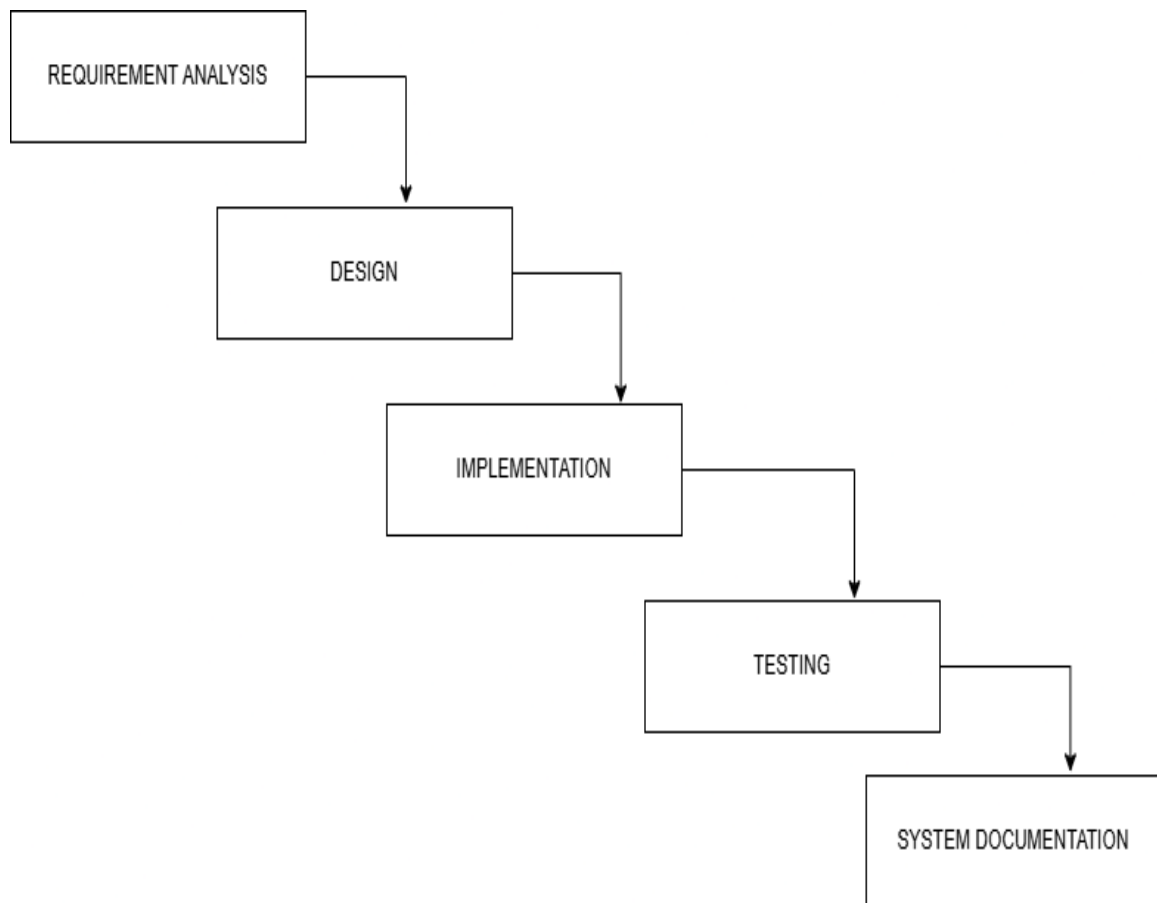 REQUIREMENT ANALYSIS
DESIGN
IMPLEMENTATION
TESTING
SYSTEM DOCUMENTATION